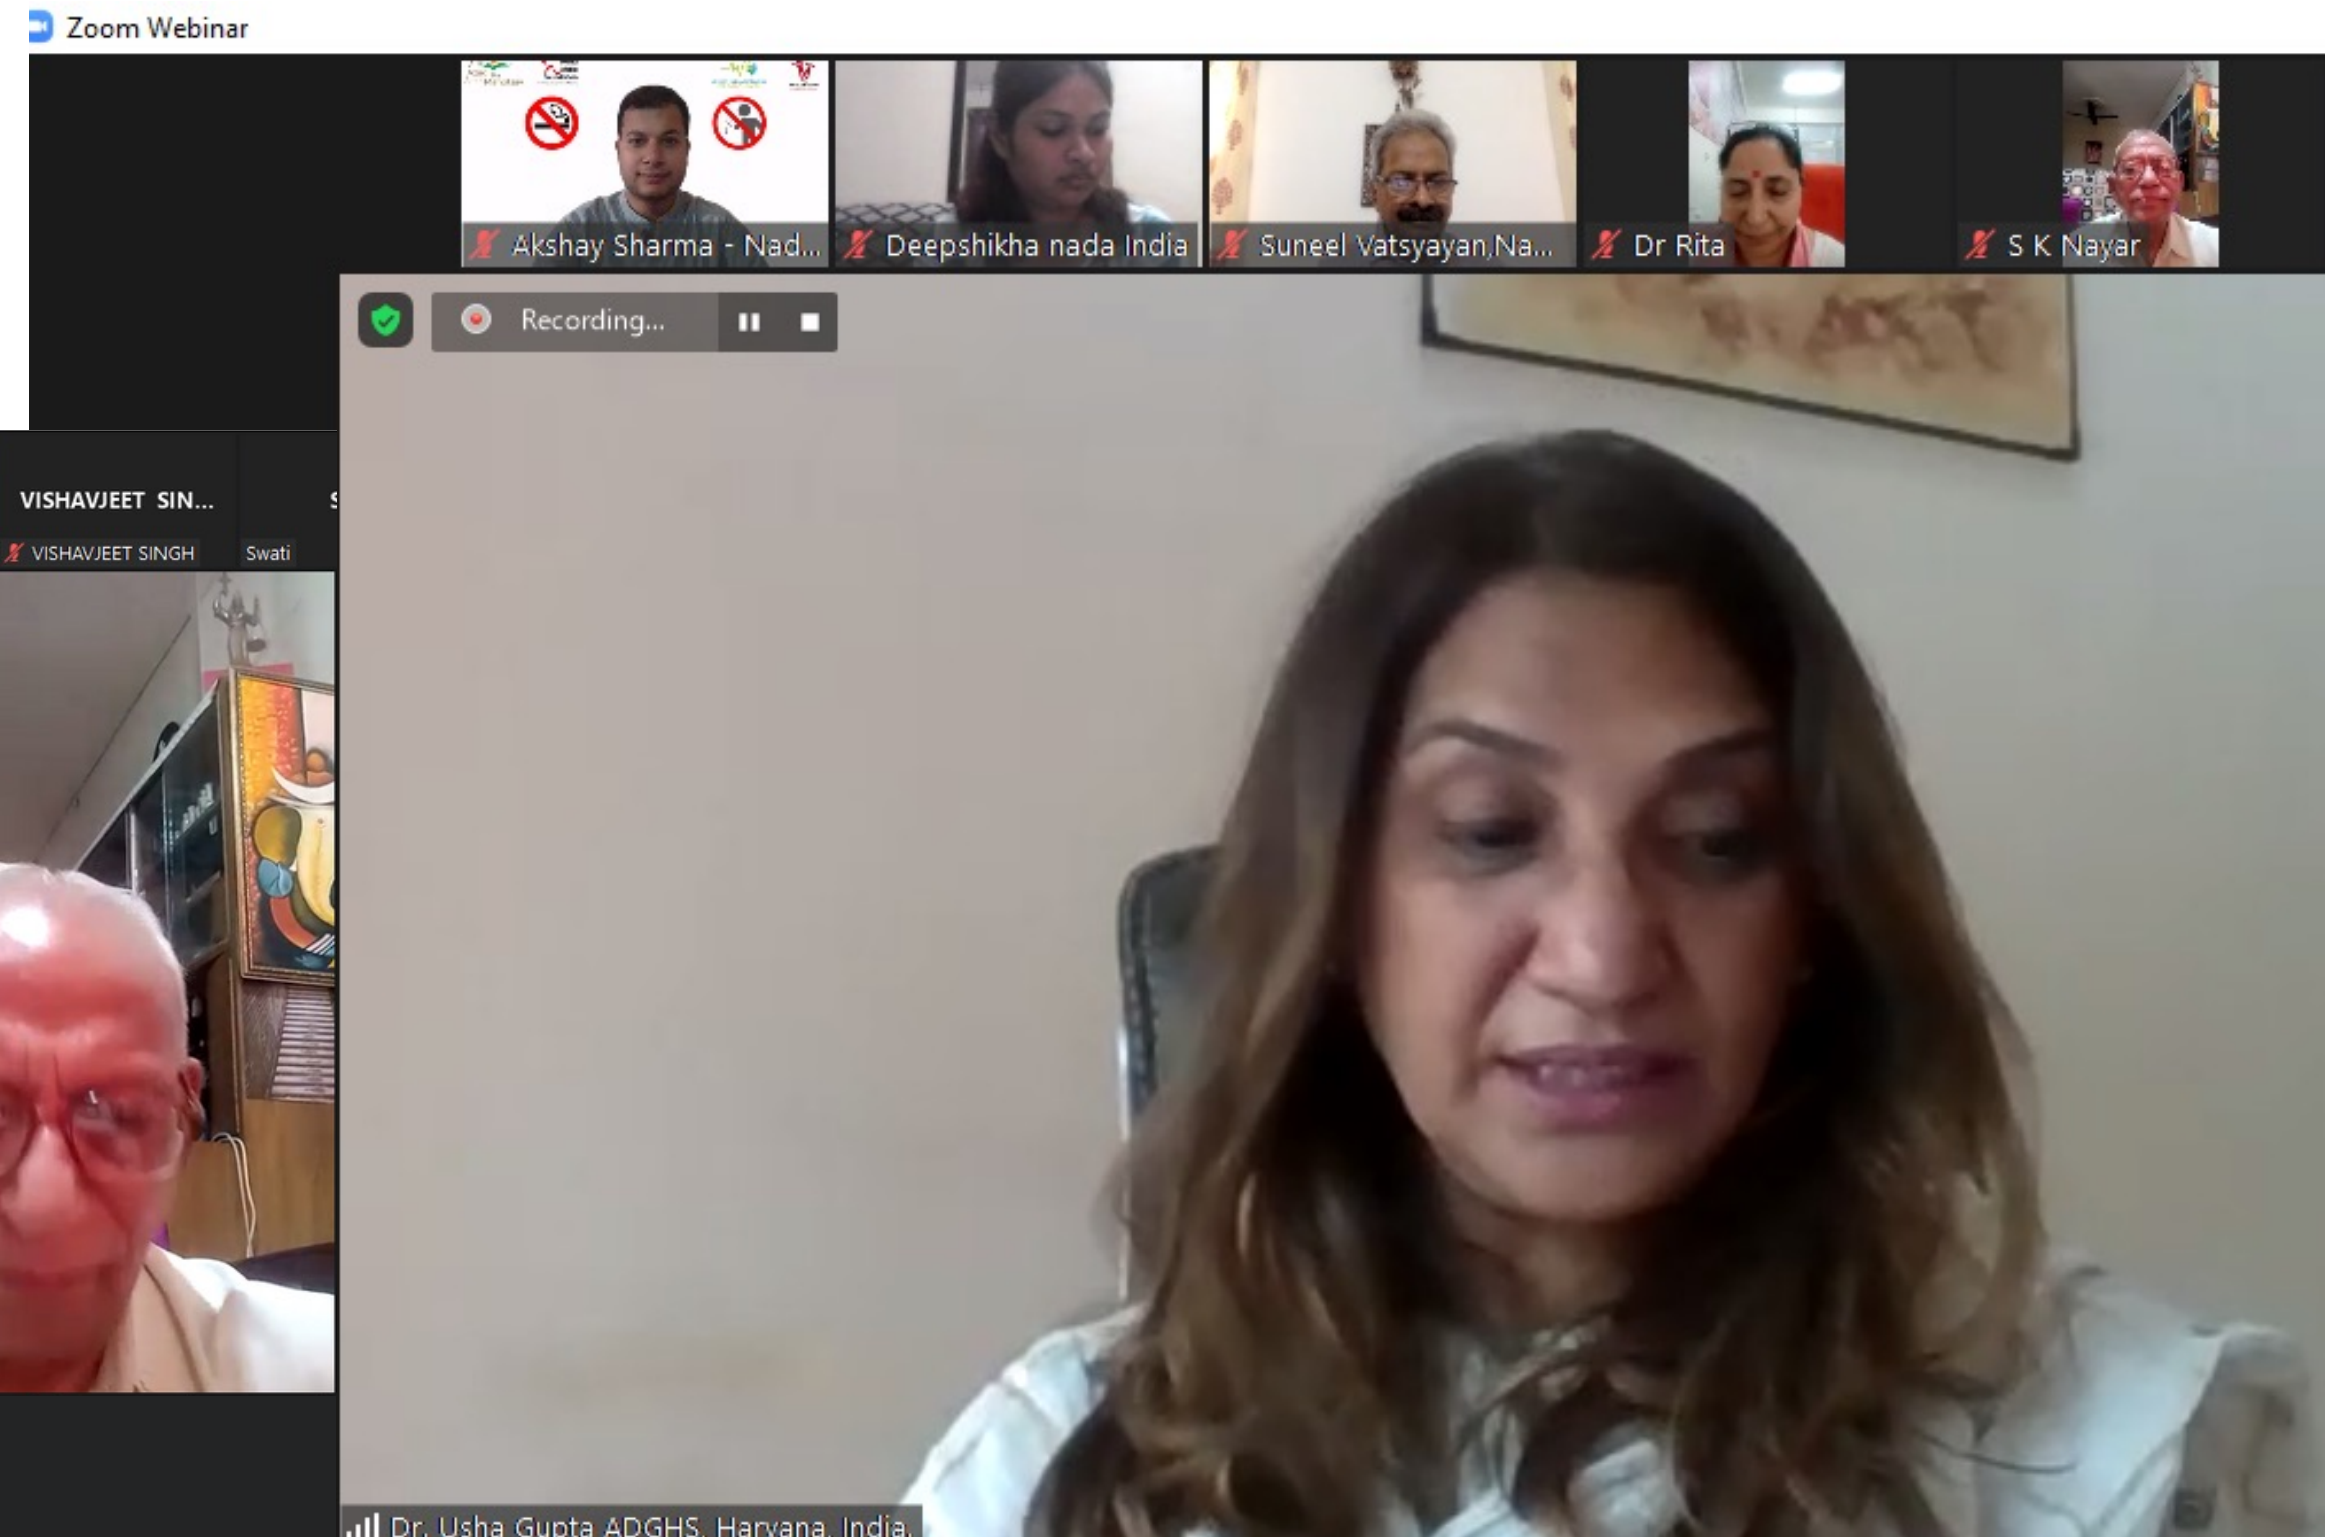 Zoom Webinar
Akshay Sharma - Nad...
Deepshikha nada India
Suneel Vatsyayan,Na...
Dr Rita
S K Nayar
Recording...
VISHAVJEET SIN...
VISHAVJEET SINGH
Swati
Dr. Usha Gupta ADGHS, Haryana, India.